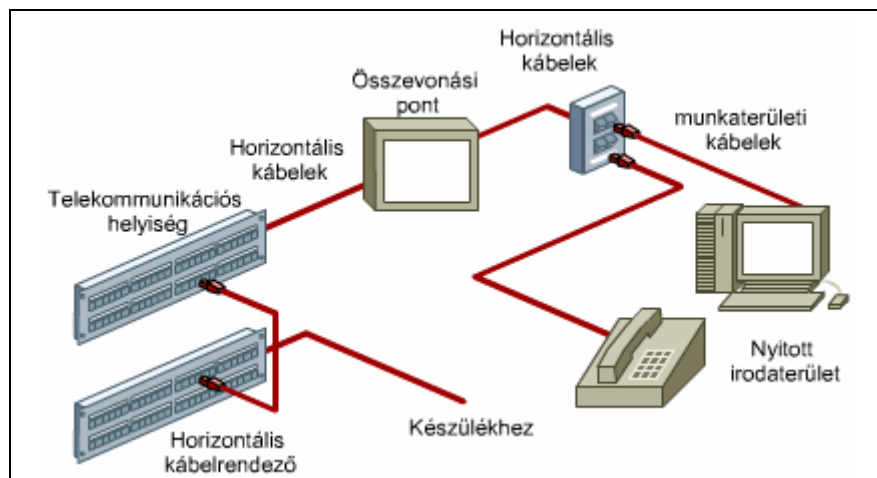 Horizontális
kábelek
Összevonási
pont
munkaterületi
kábelek
Horizontális
kábelek
Telekommunikációs
helyiség
Nyitott
irodaterület
Készülékhez
Horizontális
kábelrendező